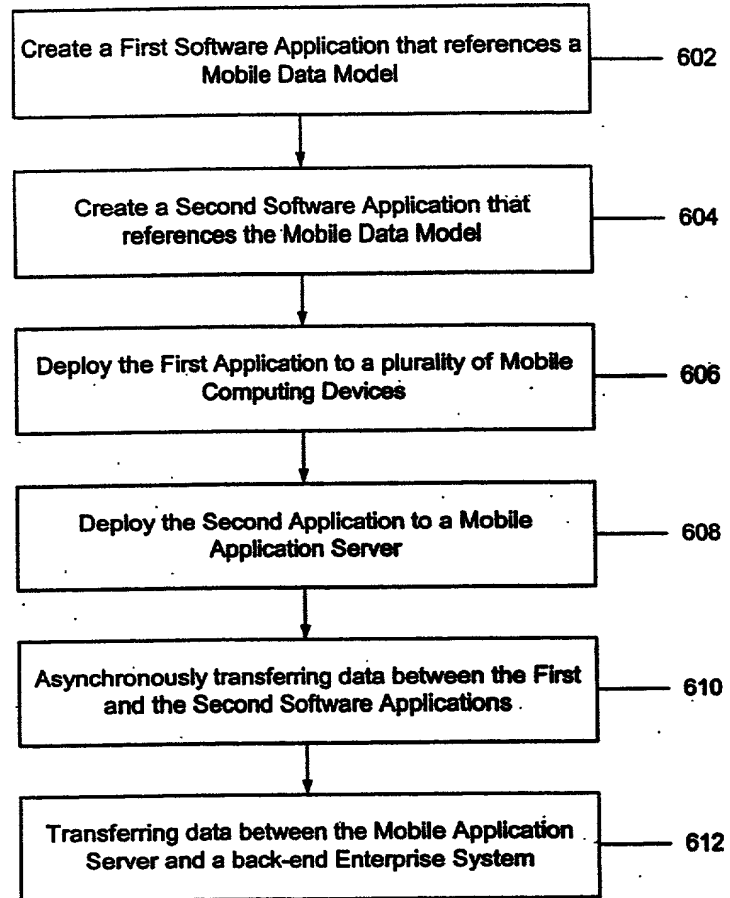 Create a First Software Application that references a
Mobile Data Model
602
Create a Second Software Application that
references the Mobile Data Model
604
Deploy the First Application to a plurality of Mobile
Computing Devices
606
Deploy the Second Application to a Mobile
Application Server
608
Asynchronously transferring data between the First
and the Second Software Applications
610
Transferring data between the Mobile Application
Server and a back-end Enterprise System
612